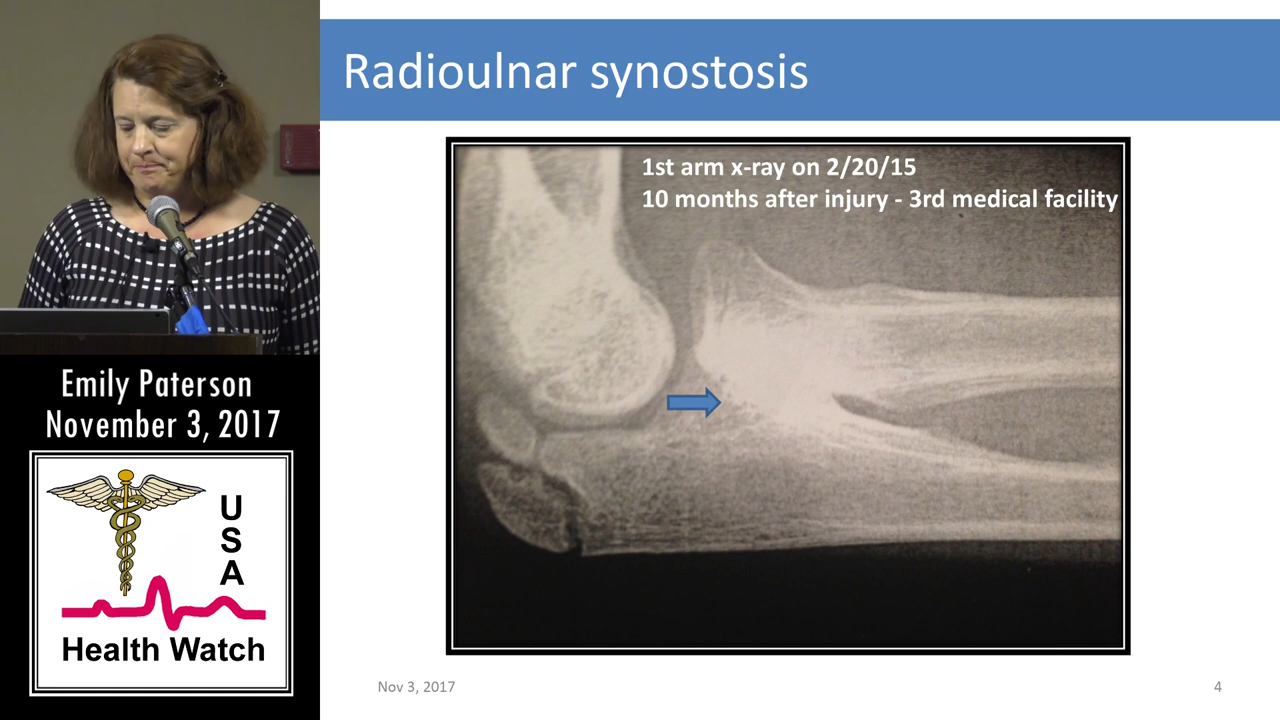 Radioulnar synostosis
1st arm x-ray on 2/20/15
10 months after injury - 3rd medical facility
Emily Paterson
November 3, 2017
U
S
A
Health Watch
Nov 3, 2017
4